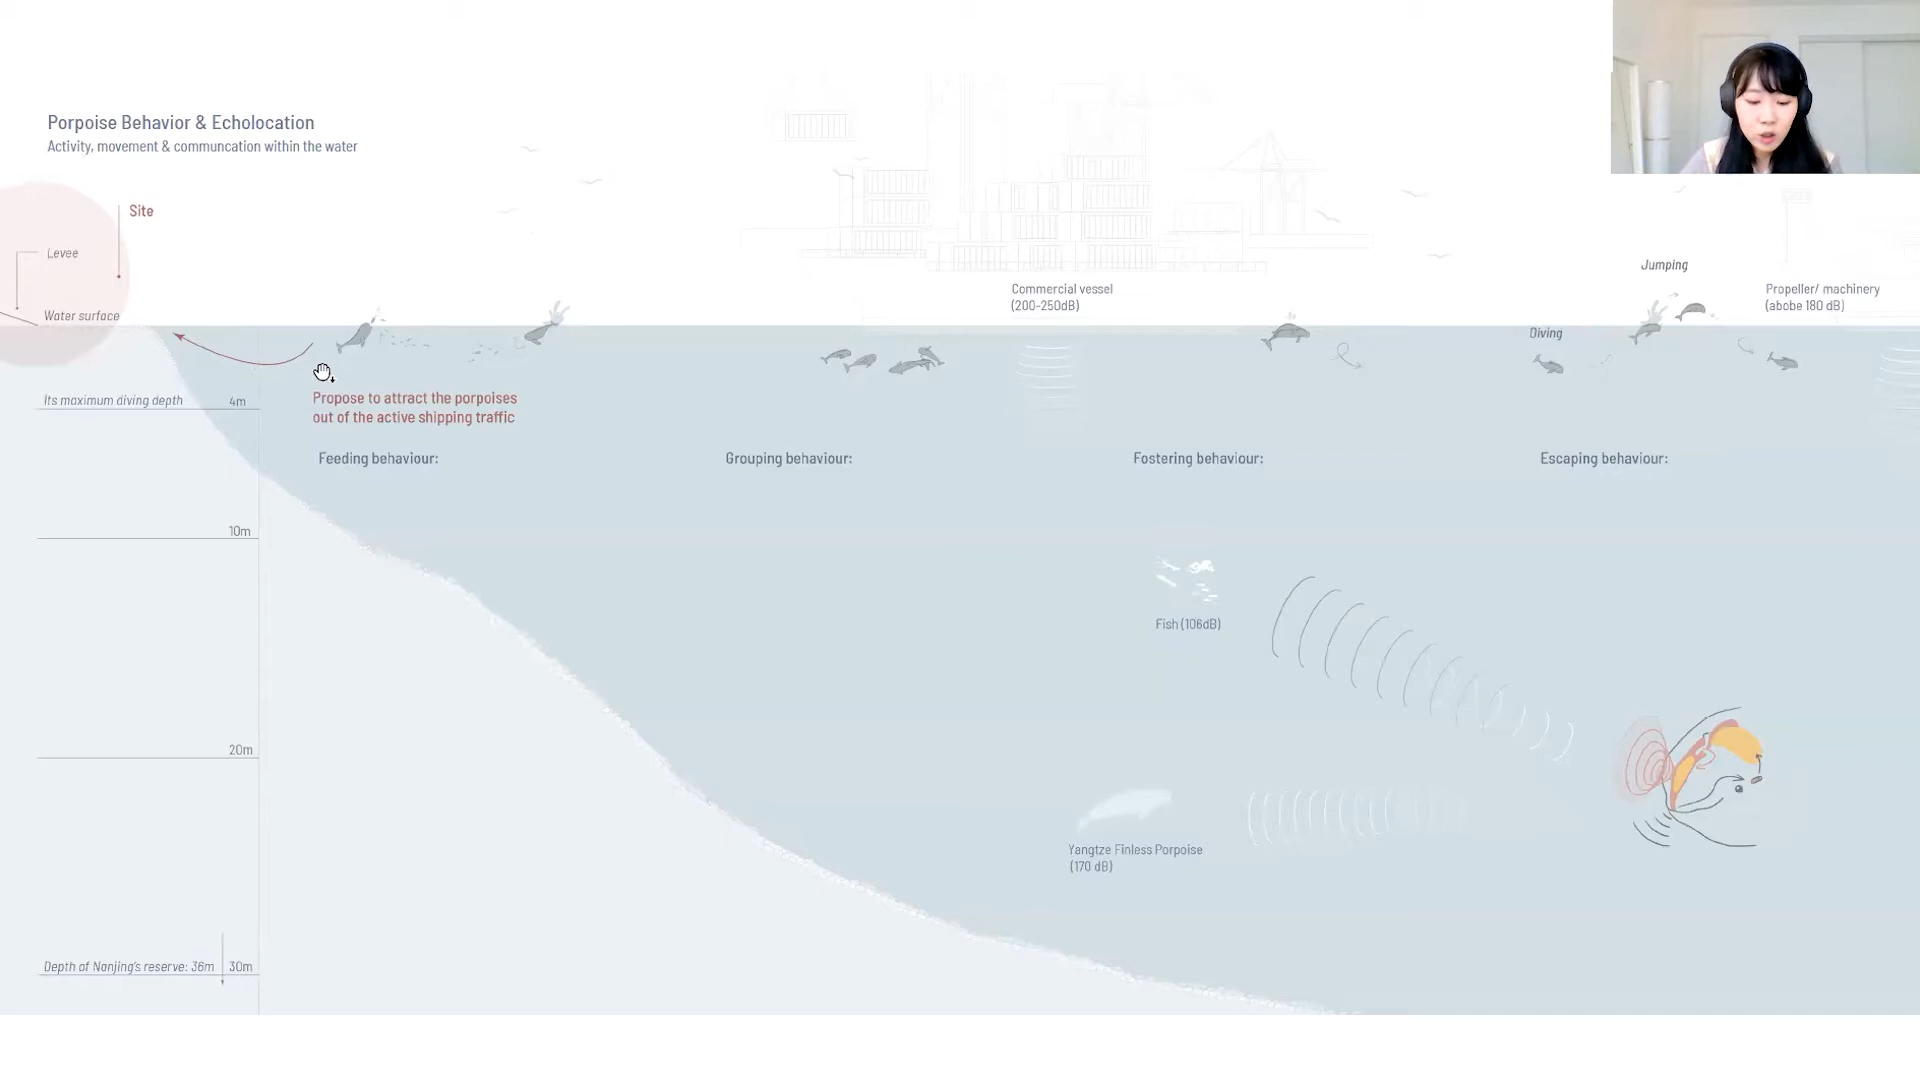 Porpoise Behavior & Echolocation
Activity, movement & communcation within the water
Site
Levee
Water surface
Jumping
Commercial vessel
(200-250dB)
Propeller/ machinery
(abobe 180 dB)
Diving
Its maximum diving depth
4m
Propose to attract the porpoises
out of the active shipping traffic
Feeding behaviour:
Grouping behaviour:
Fostering behaviour:
Escaping behaviour:
10m
Fish (106dB)
20m
Yangtze Finless Porpoise
(170 dB)
Depth of Nanjing's reserve: 36m
30m